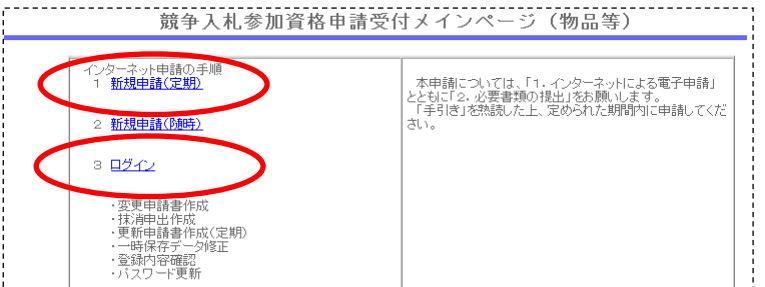 競争入札参加資格申請受付メインページ（物品等）
インターネット申請の手順
1 新規申請(定期)
2 新規申請(随時)
3 ログイン
・変更申請書作成
・抹消申出作成
・更新申請書作成(定期)
・一時保存データ修正
・登録内容確認
・パスワード更新
本申請については、「1．インターネットによる電子申請」
とともに「2．必要書類の提出」をお願いします。
「手引き」を熟読した上、定められた期間内に申請してくだ
さい。